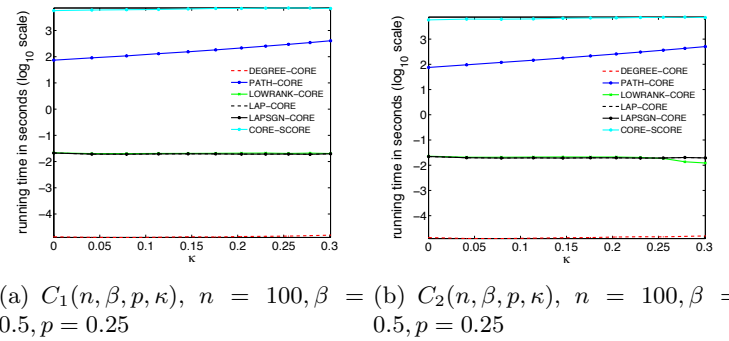 running time in seconds (log10 scale)
3
2
1
0
−1
−2
−3
−4
DEGREE−CORE
PATH−CORE
LOWRANK−CORE
LAP−CORE
LAPSGN−CORE
CORE−SCORE
0 0.05 0.1 0.15 0.2 0.25 0.3
κ
running time in seconds (log10 scale)
3
2
1
0
−1
−2
−3
−4
DEGREE−CORE
PATH−CORE
LOWRANK−CORE
LAP−CORE
LAPSGN−CORE
CORE−SCORE
0 0.05 0.1 0.15 0.2 0.25 0.3
κ
(a) C1(n, β, p, κ), n = 100, β =
0.5, p = 0.25
(b) C2(n, β, p, κ), n = 100, β =
0.5, p = 0.25